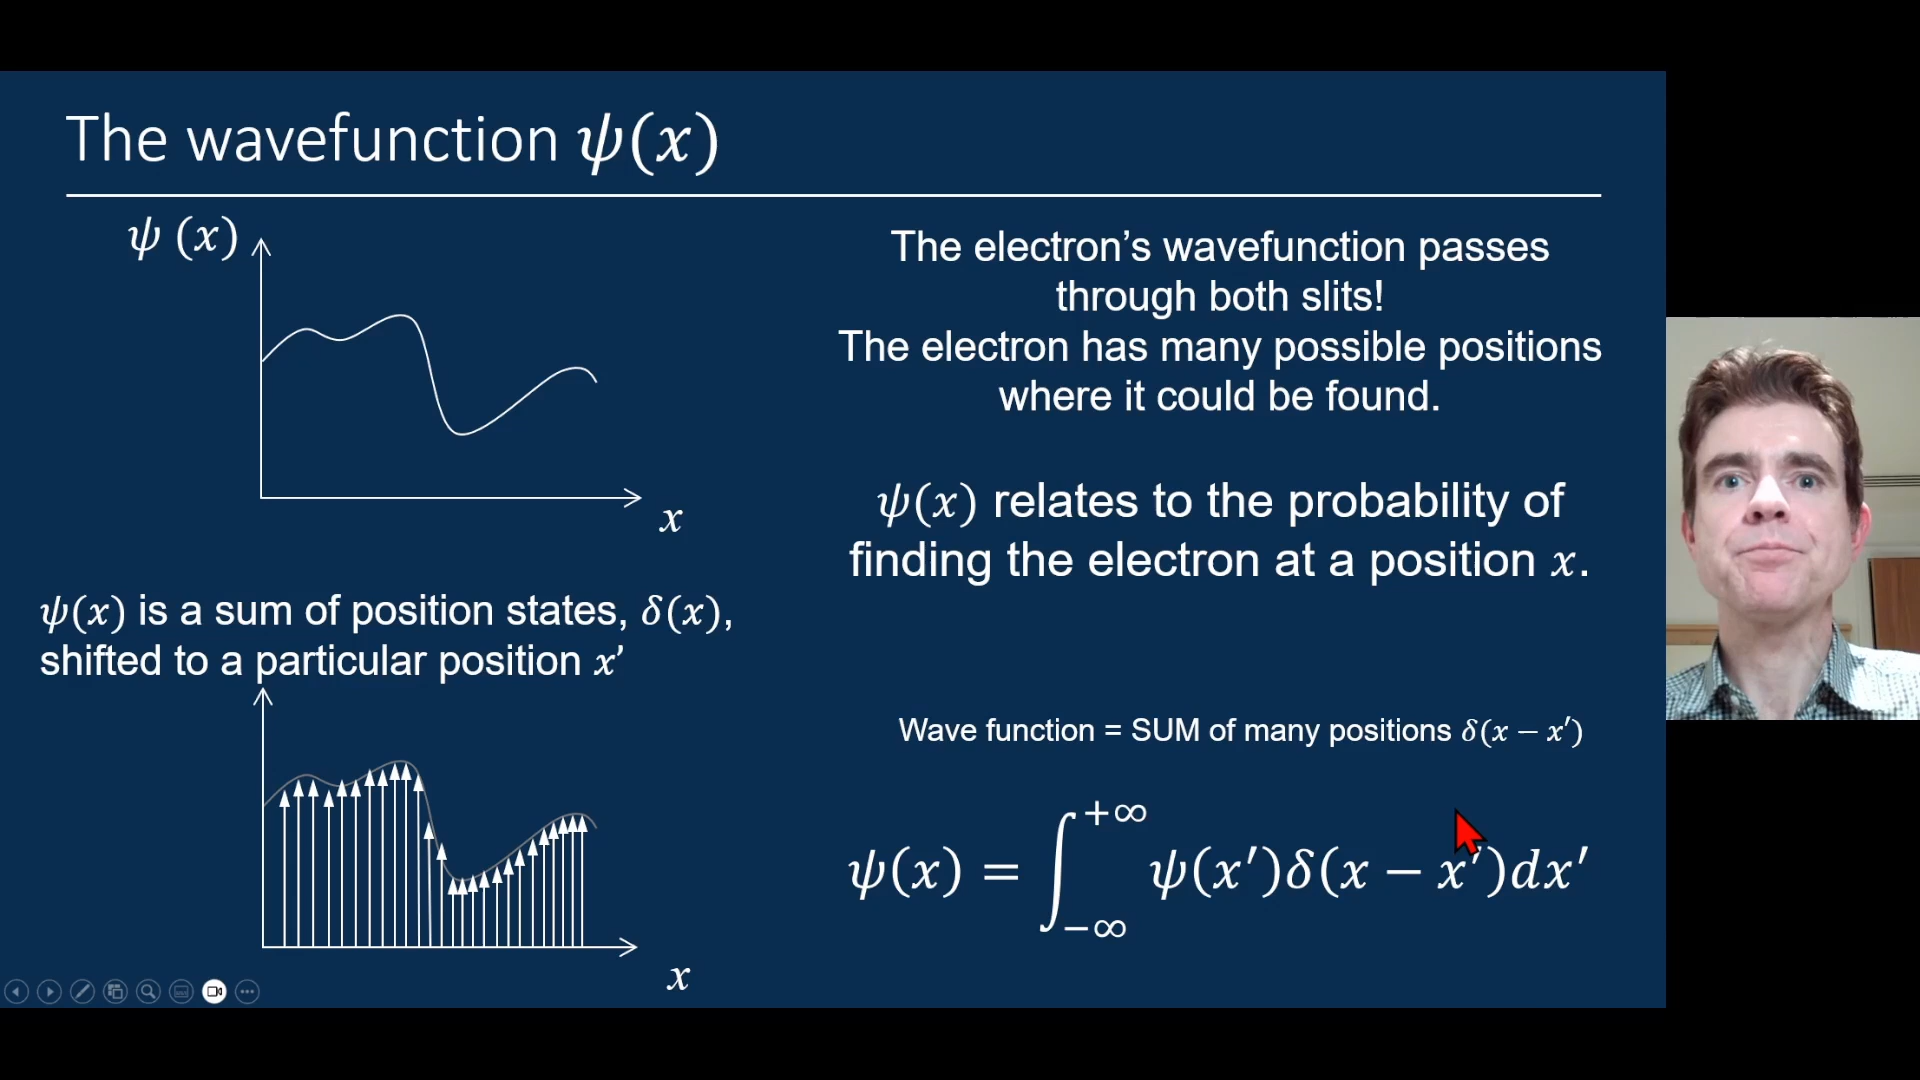 The wavefunction 𝜓(𝑥)
𝜓 (𝑥)
𝑥
The electron’s wavefunction passes
through both slits!
The electron has many possible positions
where it could be found.
𝜓(𝑥) relates to the probability of
finding the electron at a position 𝑥.
𝜓(𝑥) is a sum of position states, 𝛿(𝑥),
shifted to a particular position 𝑥’
𝑥
Wave function = SUM of many positions 𝛿(𝑥 − 𝑥′)
𝜓(𝑥) = ∫₋∞⁺∞ 𝜓(𝑥′)𝛿(𝑥 − 𝑥′)𝑑𝑥′